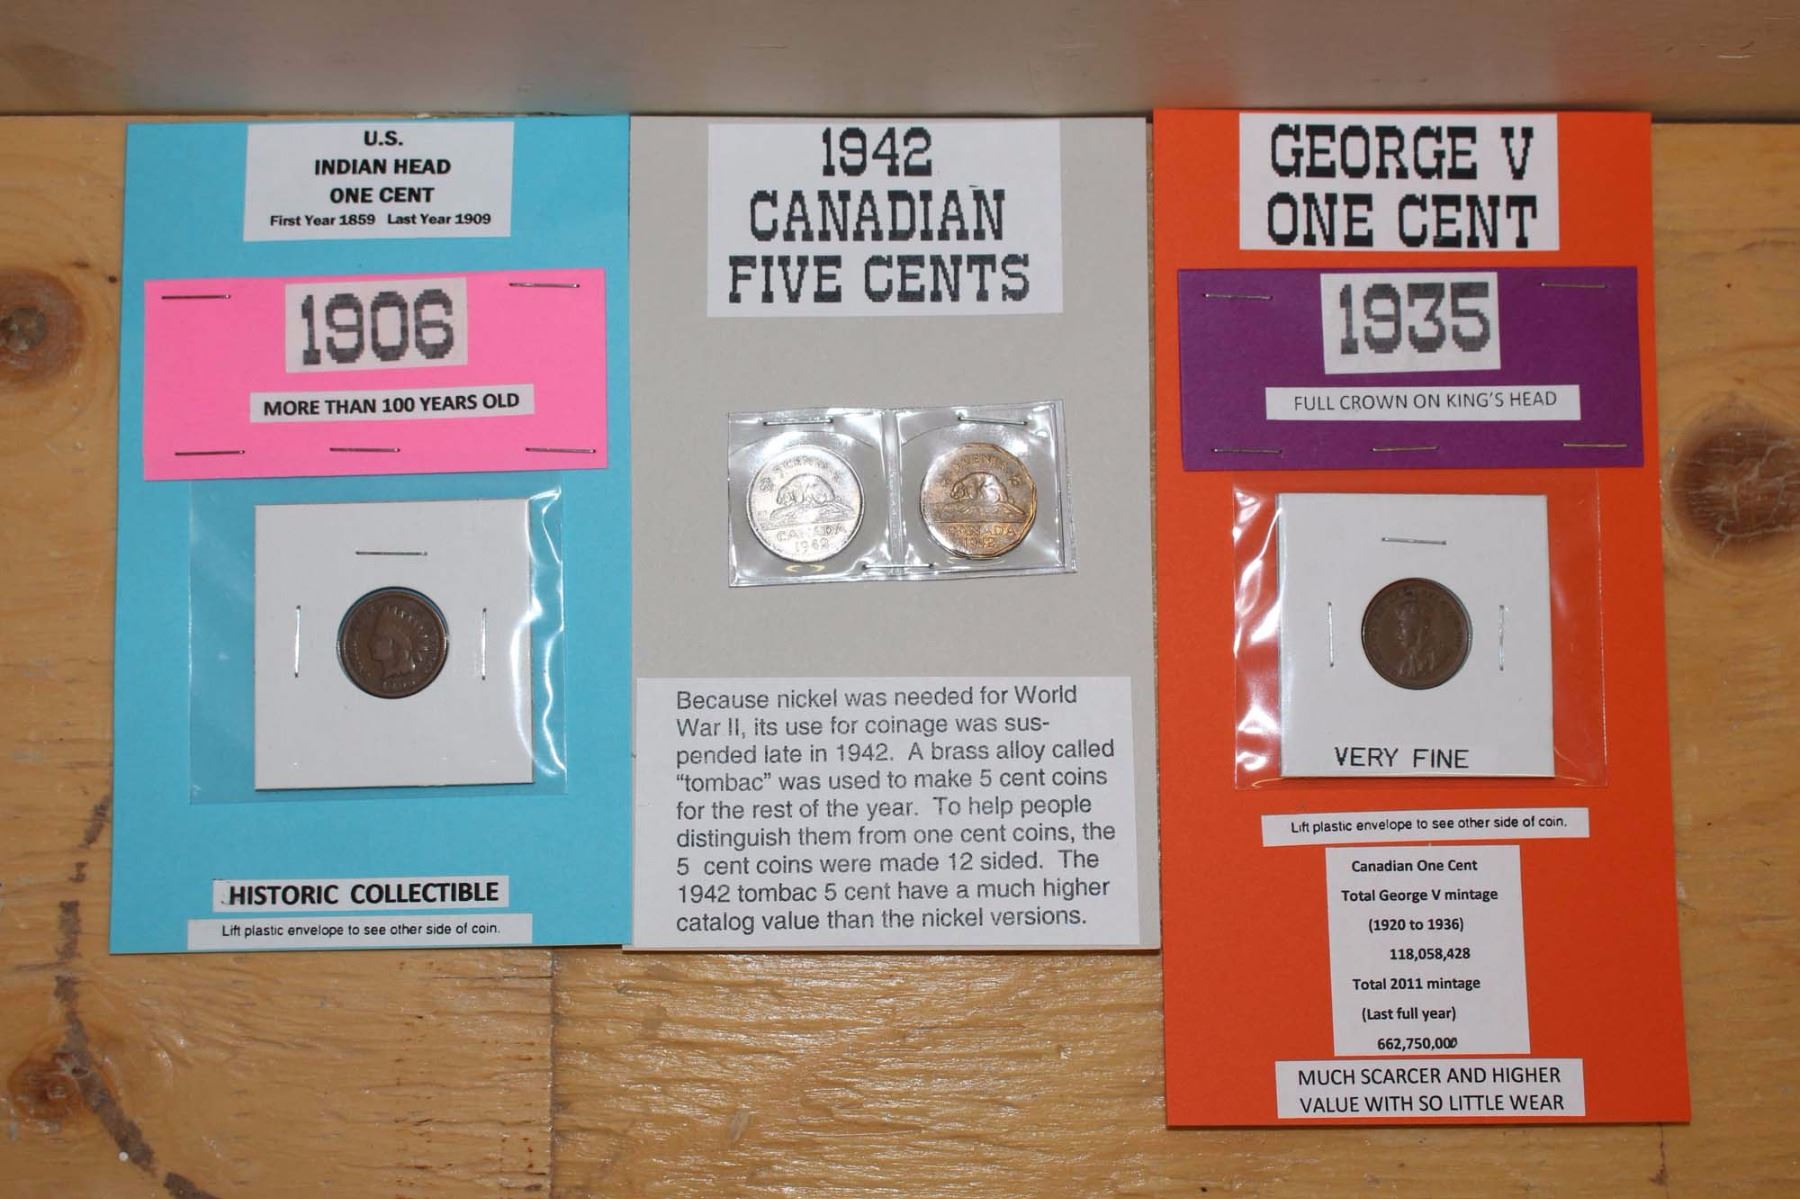 U.S.
INDIAN HEAD
ONE CENT
First Year 1859 Last Year 1909
1906
MORE THAN 100 YEARS OLD
HISTORIC COLLECTIBLE
Lift plastic envelope to see other side of coin.
1942
CANADIAN
FIVE CENTS
5 CENTS
CANADA
1942
5 CENTS
CANADA
1942
Because nickel was needed for World
War II, its use for coinage was sus-
pended late in 1942. A brass alloy called
“tombac” was used to make 5 cent coins
for the rest of the year. To help people
distinguish them from one cent coins, the
5 cent coins were made 12 sided. The
1942 tombac 5 cent have a much higher
catalog value than the nickel versions.
GEORGE V
ONE CENT
1935
FULL CROWN ON KING'S HEAD
VERY FINE
Lift plastic envelope to see other side of coin.
Canadian One Cent
Total George V mintage
(1920 to 1936)
118,058,428
Total 2011 mintage
(Last full year)
662,750,000
MUCH SCARCER AND HIGHER
VALUE WITH SO LITTLE WEAR